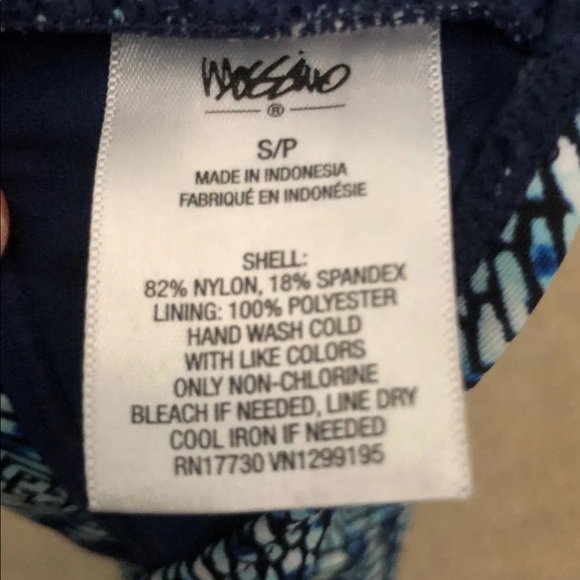 mossimo
®
S/P
MADE IN INDONESIA
FABRIQUÉ EN INDONÉSIE
SHELL:
82% NYLON, 18% SPANDEX
LINING: 100% POLYESTER
HAND WASH COLD
WITH LIKE COLORS
ONLY NON-CHLORINE
BLEACH IF NEEDED, LINE DRY
COOL IRON IF NEEDED
RN17730 VN1299195